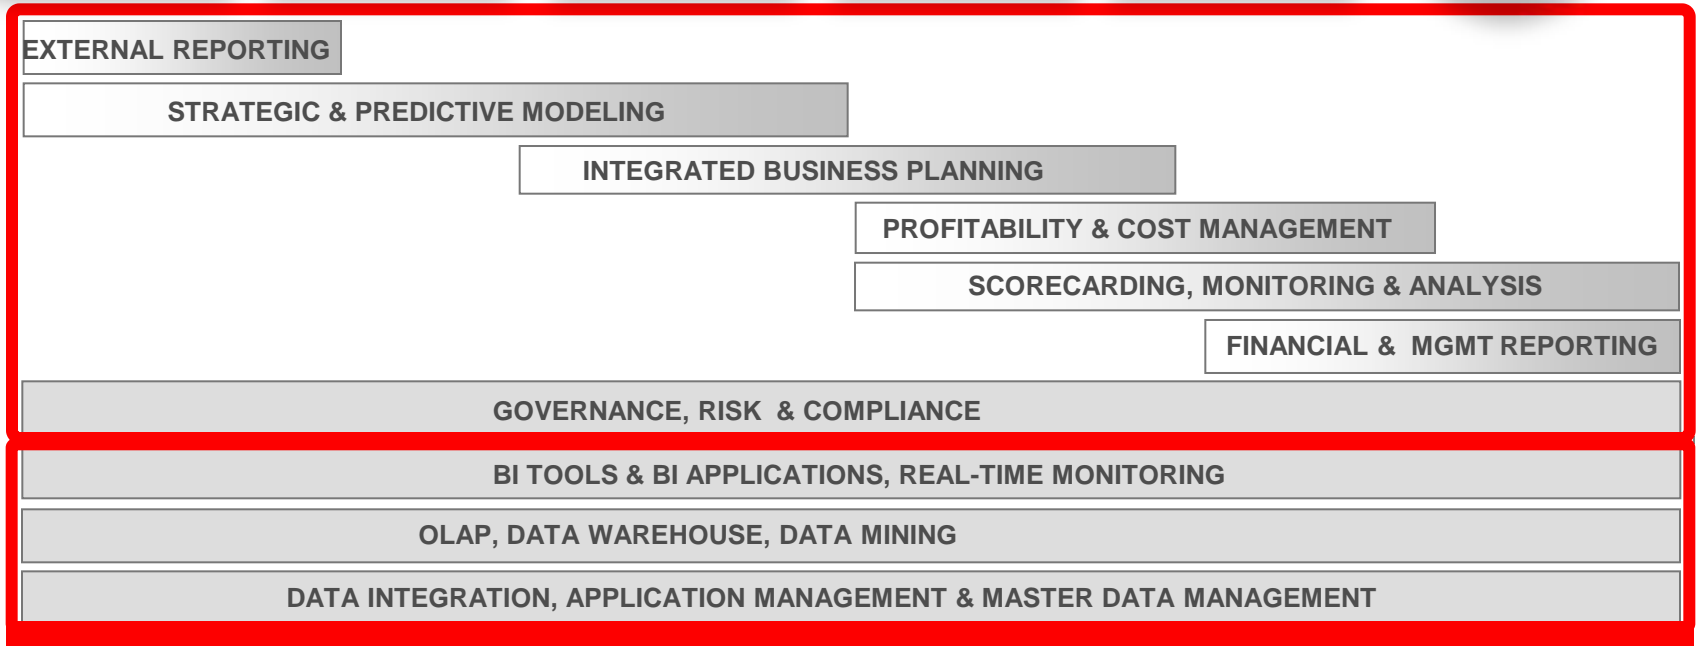 EXTERNAL REPORTING
STRATEGIC & PREDICTIVE MODELING
INTEGRATED BUSINESS PLANNING
PROFITABILITY & COST MANAGEMENT
SCORECARDING, MONITORING & ANALYSIS
FINANCIAL & MGMT REPORTING
GOVERNANCE, RISK & COMPLIANCE
BI TOOLS & BI APPLICATIONS, REAL-TIME MONITORING
OLAP, DATA WAREHOUSE, DATA MINING
DATA INTEGRATION, APPLICATION MANAGEMENT & MASTER DATA MANAGEMENT